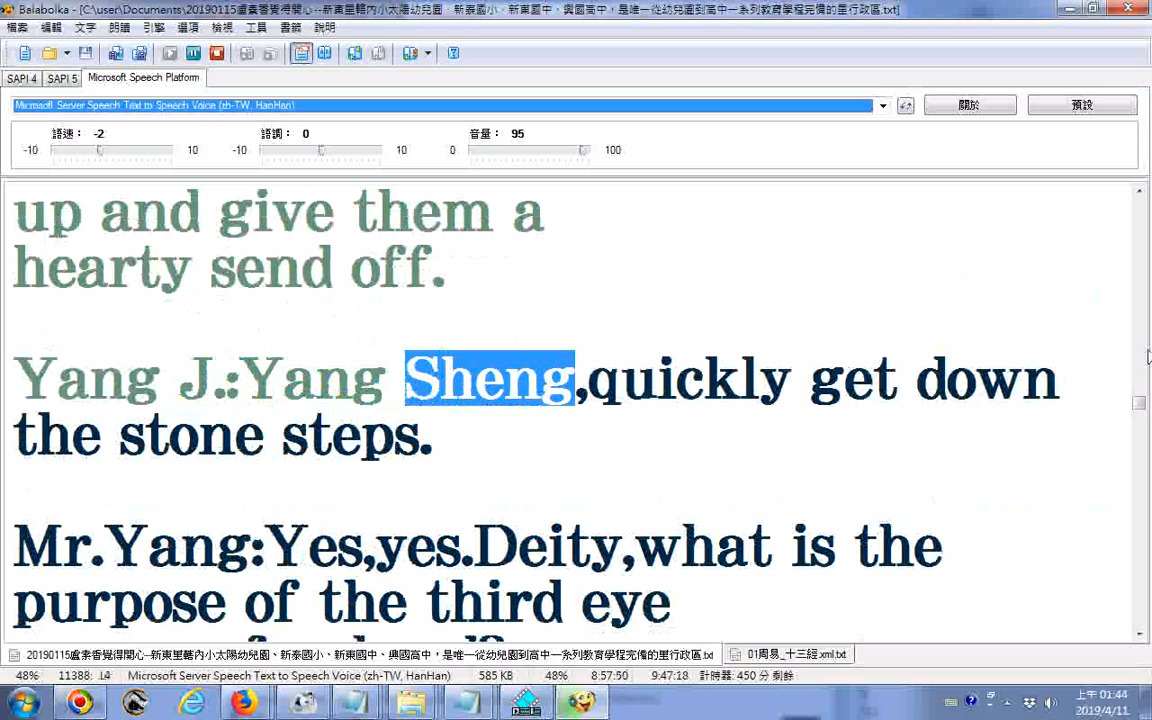 Balabolka - [C:\user\Documents\20190115盧素香覺得開心--新東里轄內小太陽幼兒園、新泰國小、新東國中、興國高中，是唯一從幼兒園到高中一系列教育學程完備的里行政區.txt]
檔案 編輯 文字 朗讀 引擎 選項 檢視 工具 書籤 說明
SAPI 4 SAPI 5 Microsoft Speech Platform
Microsoft Server Speech Text to Speech Voice (zh-TW, HanHan) 關於 預設
語速： -2 語調： 0 音量： 95
-10 10 -10 10 0 100
up and give them a
hearty send off.
Yang J.:Yang Sheng,quickly get down
the stone steps.
Mr.Yang:Yes,yes.Deity,what is the
purpose of the third eye
20190115盧素香覺得開心--新東里轄內小太陽幼兒園、新泰國小、新東國中、興國高中，是唯一從幼兒園到高中一系列教育學程完備的里行政區.txt 01周易_十三經.xml.txt
48% 11388: 14 Microsoft Server Speech Text to Speech Voice (zh-TW, HanHan) 585 KB 48% 8:57:50 9:47:18 計時器: 450 分 剩餘
上午 01:44
2019/4/11